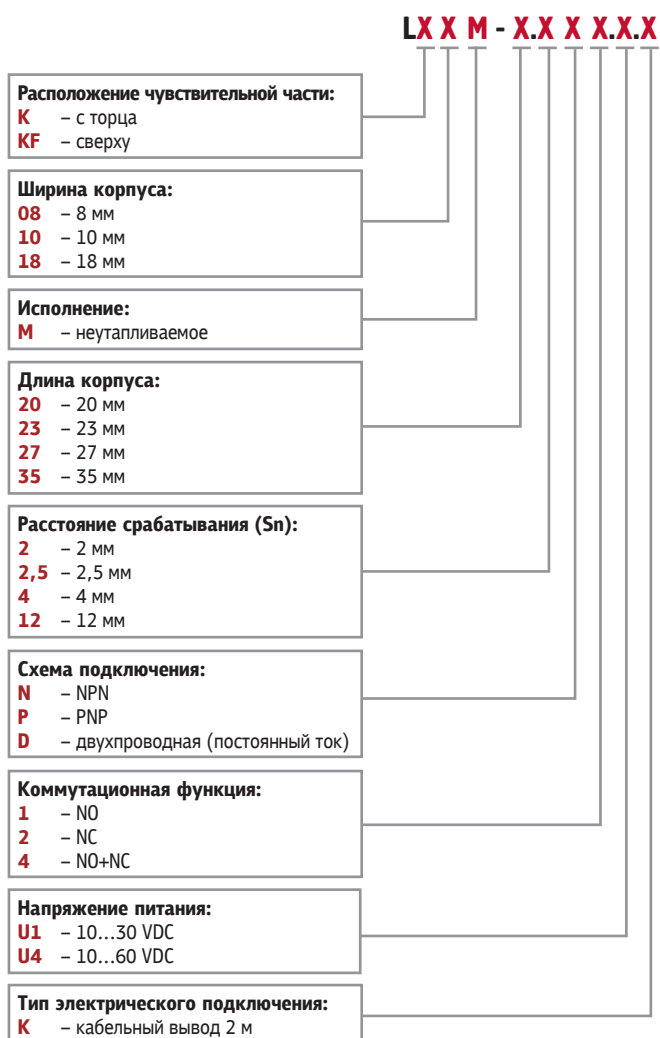 LX X M - X.X X X.X.X
Расположение чувствительной части:
K – с торца
KF – сверху
Ширина корпуса:
08 – 8 мм
10 – 10 мм
18 – 18 мм
Исполнение:
M – неутапливаемое
Длина корпуса:
20 – 20 мм
23 – 23 мм
27 – 27 мм
35 – 35 мм
Расстояние срабатывания (Sn):
2 – 2 мм
2,5 – 2,5 мм
4 – 4 мм
12 – 12 мм
Схема подключения:
N – NPN
P – PNP
D – двухпроводная (постоянный ток)
Коммутационная функция:
1 – NO
2 – NC
4 – NO+NC
Напряжение питания:
U1 – 10...30 VDC
U4 – 10...60 VDC
Тип электрического подключения:
K – кабельный вывод 2 м